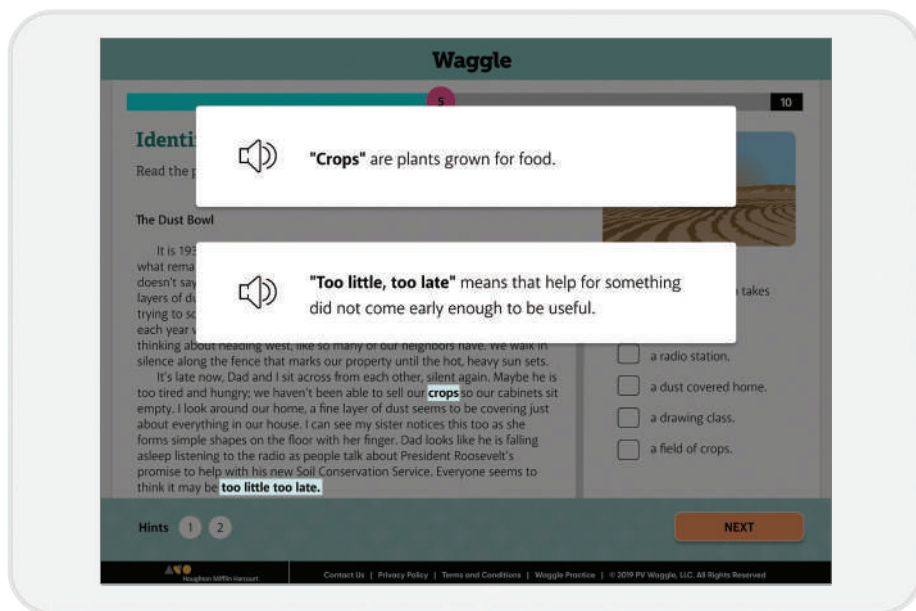 Waggle
5
10
Identi
Read the p
"Crops" are plants grown for food.
The Dust Bowl
It is 193
what rema
doesn't say
layers of du
trying to sc
each year w
"Too little, too late" means that help for something
did not come early enough to be useful.
thinking about heading west, like so many of our neighbors have. We walk in
silence along the fence that marks our property until the hot, heavy sun sets.
It's late now, Dad and I sit across from each other, silent again. Maybe he is
too tired and hungry; we haven't been able to sell our crops so our cabinets sit
empty. I look around our home, a fine layer of dust seems to be covering just
about everything in our house. I can see my sister notices this too as she
forms simple shapes on the floor with her finger. Dad looks like he is falling
asleep listening to the radio as people talk about President Roosevelt's
promise to help with his new Soil Conservation Service. Everyone seems to
think it may be too little too late.
takes
a radio station.
a dust covered home.
a drawing class.
a field of crops.
Hints 1 2
NEXT
Houghton Mifflin Harcourt
Contact Us | Privacy Policy | Terms and Conditions | Waggle Practice | © 2019 PV Waggle, LLC. All Rights Reserved